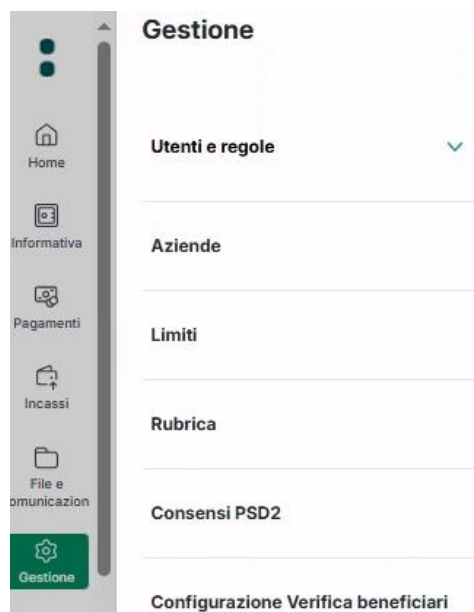 Gestione
Home
Informativa
Pagamenti
Incassi
File e
omunicazion
Gestione
Utenti e regole
Aziende
Limiti
Rubrica
Consensi PSD2
Configurazione Verifica beneficiari